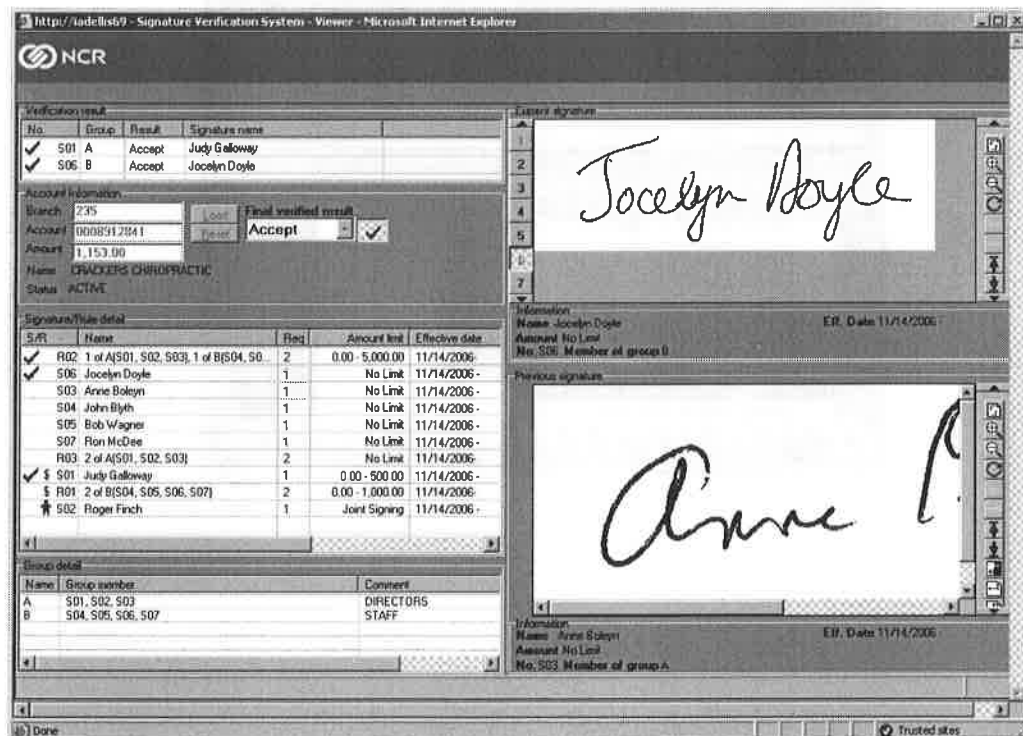 http://iadellis69 - Signature Verification System - Viewer - Microsoft Internet Explorer
NCR
Verification result
No. Group Result Signature name
S01 A Accept Judy Galloway
S06 B Accept Jocelyn Doyle
Account Information
Branch 235 Load Final verified result
Account 0008912841 Reset Accept
Amount 1,153.00
Name CRACKERS CHIROPRACTIC
Status ACTIVE
Signature/Rule detail
S/R Name Req Amount limit Effective date
R02 1 of A(S01, S02, S03), 1 of B(S04, S0... 2 0.00 - 5,000.00 11/14/2006-
S06 Jocelyn Doyle 1 No Limit 11/14/2006 -
S03 Anne Boleyn 1 No Limit 11/14/2006 -
S04 John Blyth 1 No Limit 11/14/2006 -
S05 Bob Wagner 1 No Limit 11/14/2006 -
S07 Ron McDee 1 No Limit 11/14/2006 -
R03 2 of A(S01, S02, S03) 2 No Limit 11/14/2006 -
$ S01 Judy Galloway 1 0.00 - 500.00 11/14/2006 -
$ R01 2 of B(S04, S05, S06, S07) 2 0.00 - 1,000.00 11/14/2006-
S02 Roger Finch 1 Joint Signing 11/14/2006 -
Group detail
Name Group member Comment
A S01, S02, S03 DIRECTORS
B S04, S05, S06, S07 STAFF
Current signature
1
2
3
4
5
6
7
Jocelyn Doyle
Information
Name Jocelyn Doyle Eff. Date 11/14/2006 -
Amount No Limit
No. S06 Member of group B
Previous signature
Anne
Information
Name Anne Boleyn Eff. Date 11/14/2006 -
Amount No Limit
No. S03 Member of group A
Done Trusted sites